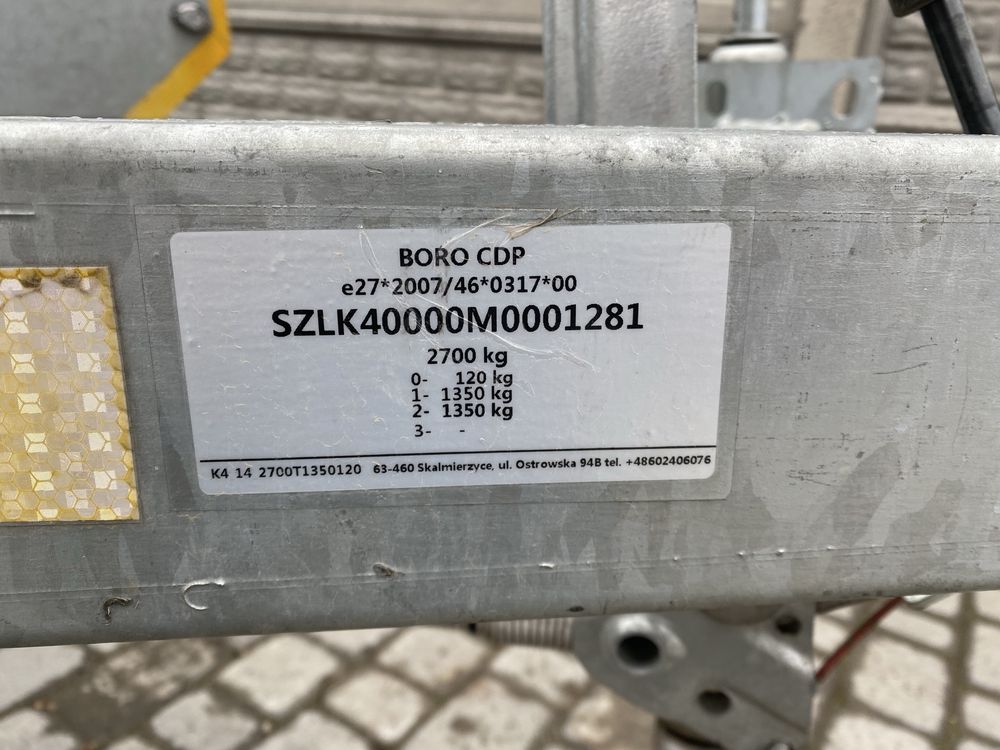 BORO CDP
e27*2007/46*0317*00
SZLK40000M0001281
2700 kg
0- 120 kg
1- 1350 kg
2- 1350 kg
3- -
K4 14 2700T1350120 63-460 Skalmierzyce, ul. Ostrowska 94B tel. +48602406076